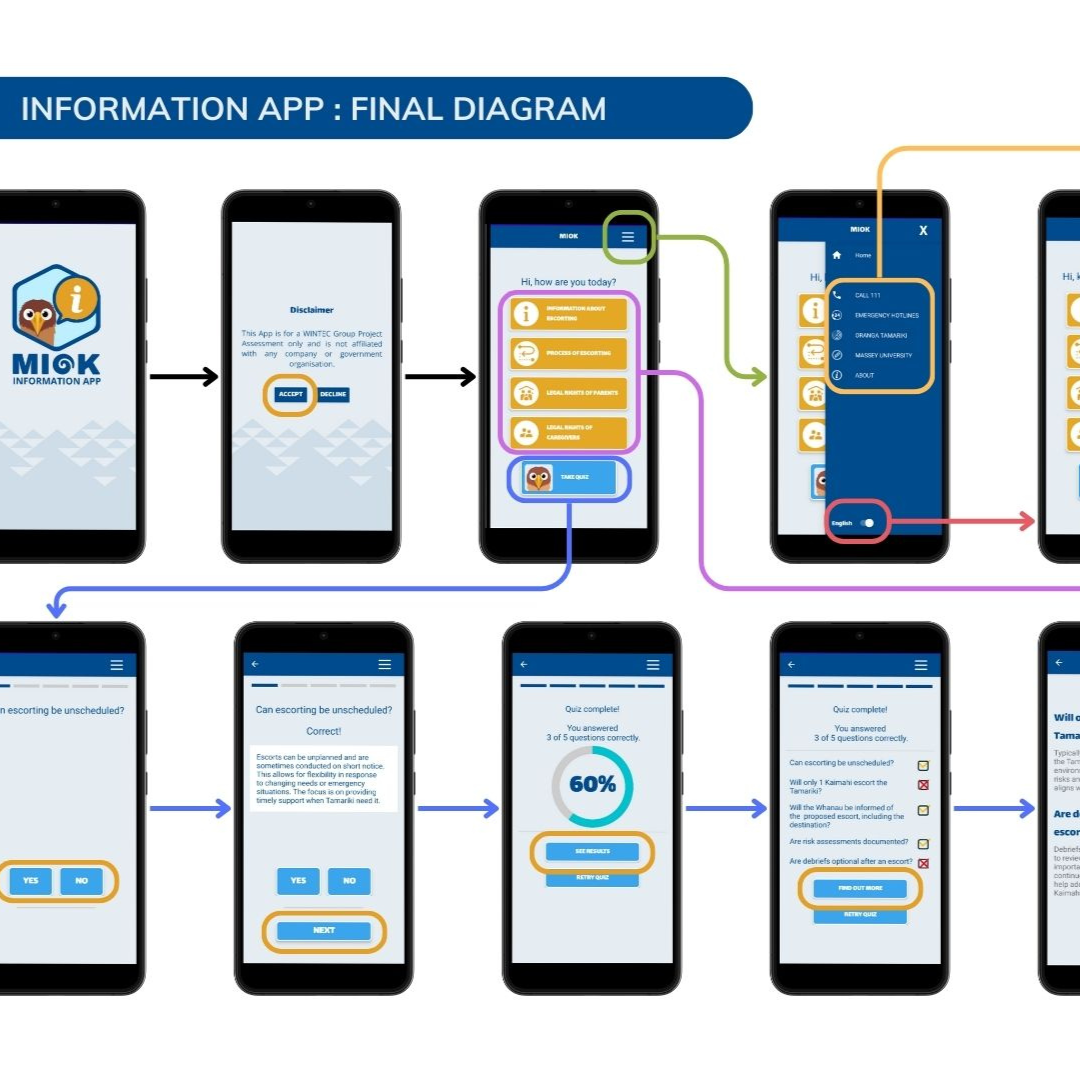 INFORMATION APP : FINAL DIAGRAM
MIOK
INFORMATION APP
Disclaimer
This App is for a WINTEC Group Project
Assessment only and is not affiliated
with any company or government
organisation.
ACCEPT
DECLINE
MIOK
Hi, how are you today?
INFORMATION ABOUT
ESCORTING
PROCESS OF ESCORTING
LEGAL RIGHTS OF PARENTS
LEGAL RIGHTS OF
CAREGIVERS
TAKE QUIZ
MIOK
X
Hi,
Home
CALL 111
EMERGENCY HOTLINES
ORANGA TAMARIKI
MASSEY UNIVERSITY
ABOUT
English
Hi, k
n escorting be unscheduled?
YES
NO
Can escorting be unscheduled?
Correct!
Escorts can be unplanned and are
sometimes conducted on short notice.
This allows for flexibility in response
to changing needs or emergency
situations. The focus is on providing
timely support when Tamariki need it.
YES
NO
NEXT
Quiz complete!
You answered
3 of 5 questions correctly.
60%
SEE RESULTS
RETRY QUIZ
Quiz complete!
You answered
3 of 5 questions correctly.
Can escorting be unscheduled?
Will only 1 Kaimahi escort the
Tamariki?
Will the Whanau be informed of
the proposed escort, including the
destination?
Are risk assessments documented?
Are debriefs optional after an escort?
FIND OUT MORE
RETRY QUIZ
Will o
Tama
Typically
the Tam
environ
risks an
aligns w
Are de
escor
Debriefs
to revie
importa
continu
help ad
Kaimah